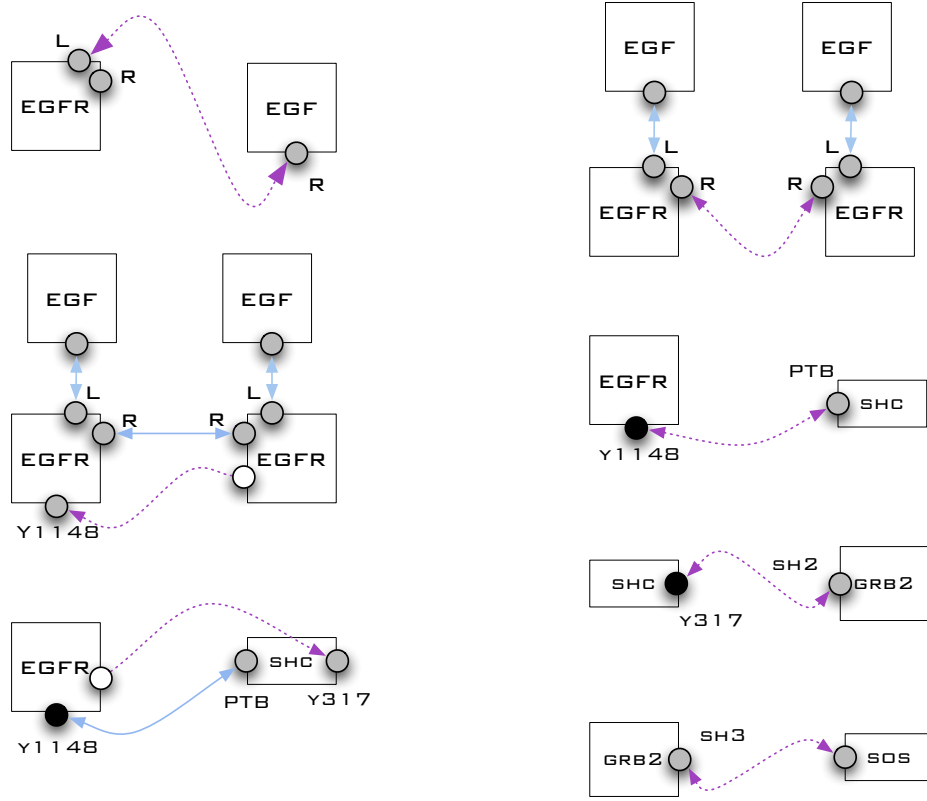 L
R
EGFR
EGF
R
EGF
EGF
L
L
R
R
EGFR
EGFR
EGF
EGF
L
R
R
EGFR
EGFR
Y1148
EGFR
PTB
SHC
Y1148
SHC
SH2
GRB2
Y317
EGFR
SHC
PTB
Y317
Y1148
SH3
GRB2
SOS